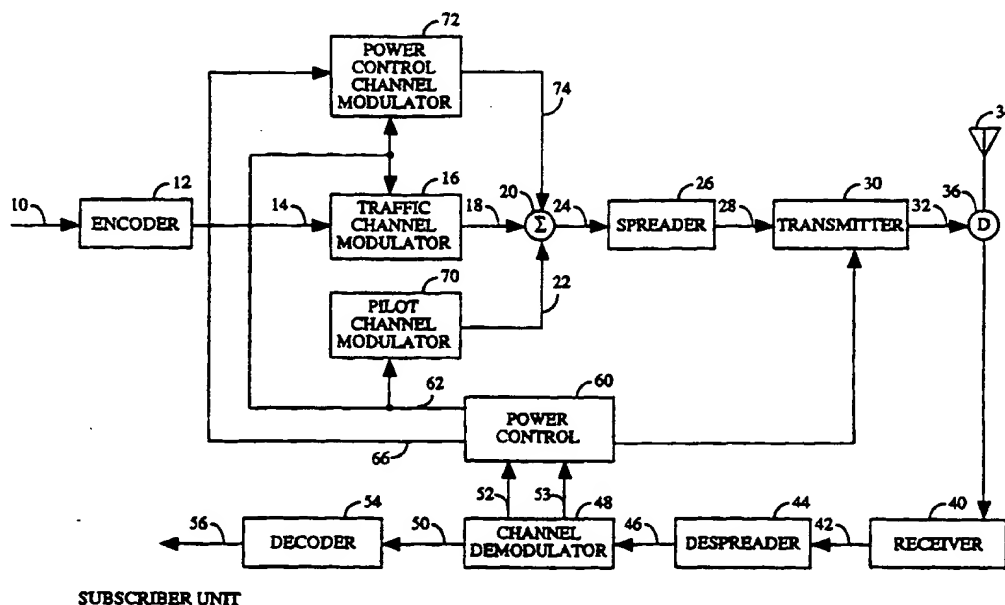 72
POWER
CONTROL
CHANNEL
MODULATOR
74
10
12
ENCODER
14
16
TRAFFIC
CHANNEL
MODULATOR
18
20
Σ
24
26
SPREADER
28
30
TRANSMITTER
32
36
D
3
70
PILOT
CHANNEL
MODULATOR
22
62
60
POWER
CONTROL
66
52
53
48
CHANNEL
DEMODULATOR
56
54
DECODER
50
46
44
DESPREADER
42
40
RECEIVER
SUBSCRIBER UNIT